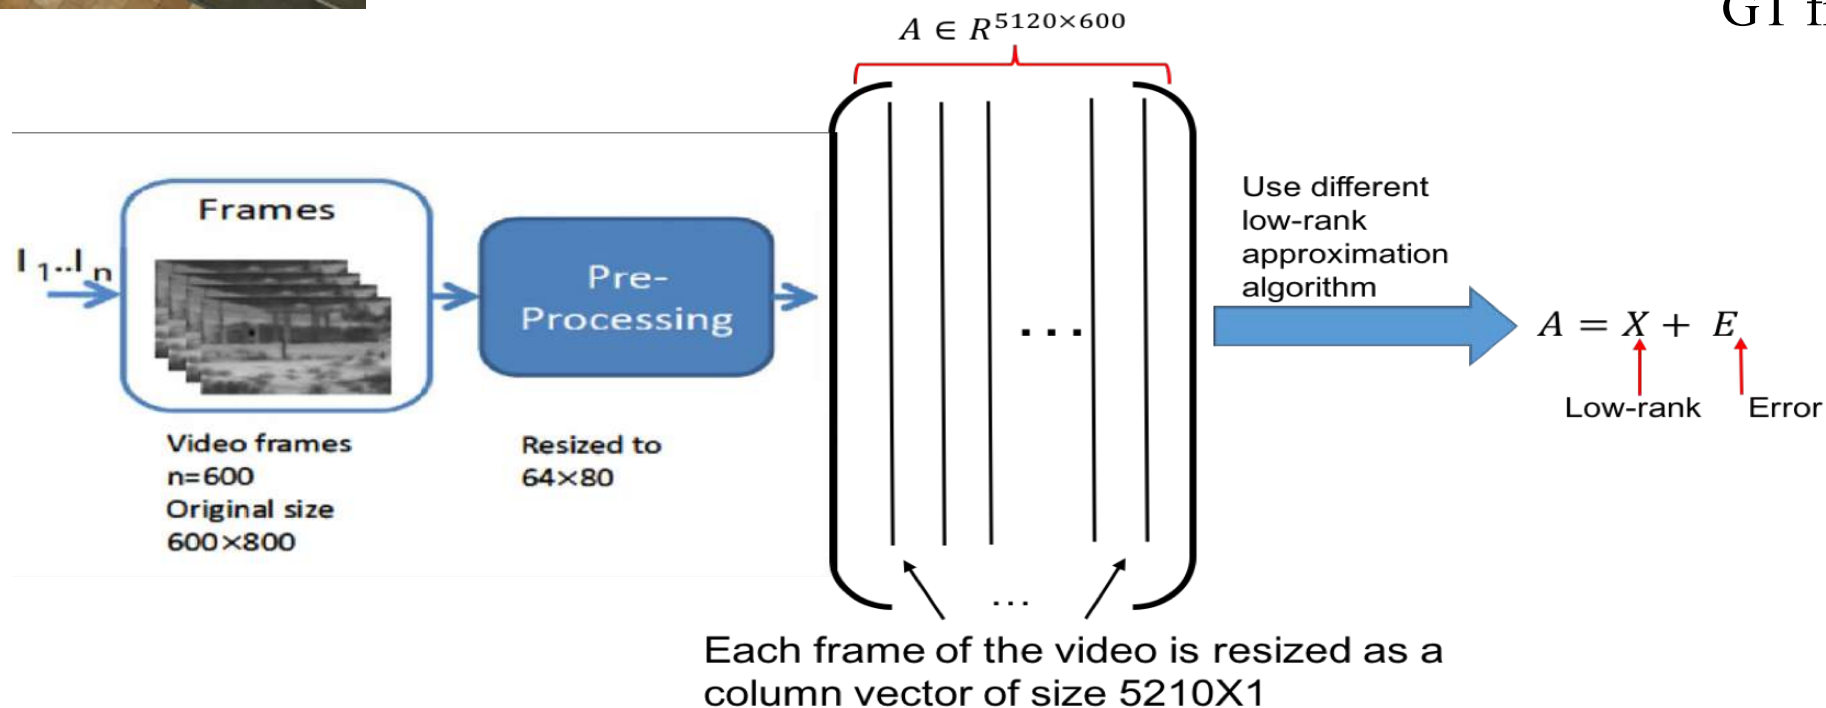 GT
A ∈ R^{5120×600}
Frames
I 1..I n
Pre-
Processing
Video frames
n=600
Original size
600×800
Resized to
64×80
...
...
Each frame of the video is resized as a
column vector of size 5210X1
Use different
low-rank
approximation
algorithm
A = X + E
Low-rank
Error